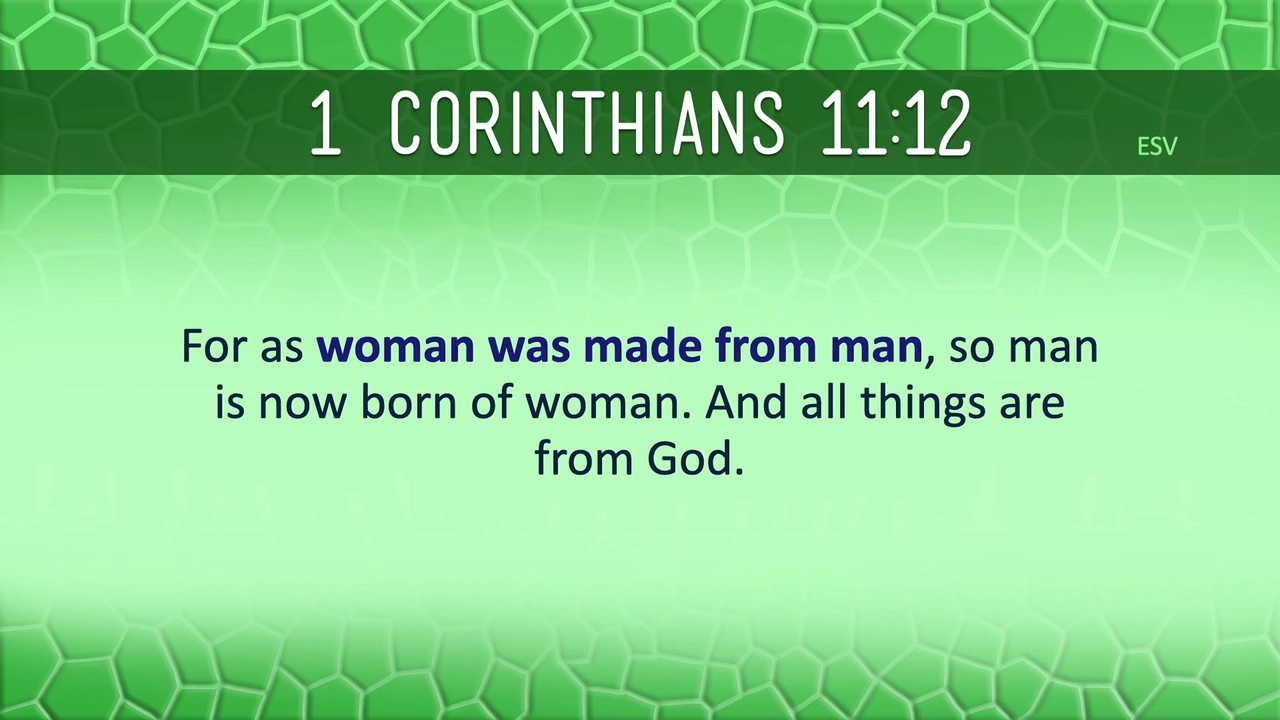 1 CORINTHIANS 11:12
ESV
For as woman was made from man, so man
is now born of woman. And all things are
from God.